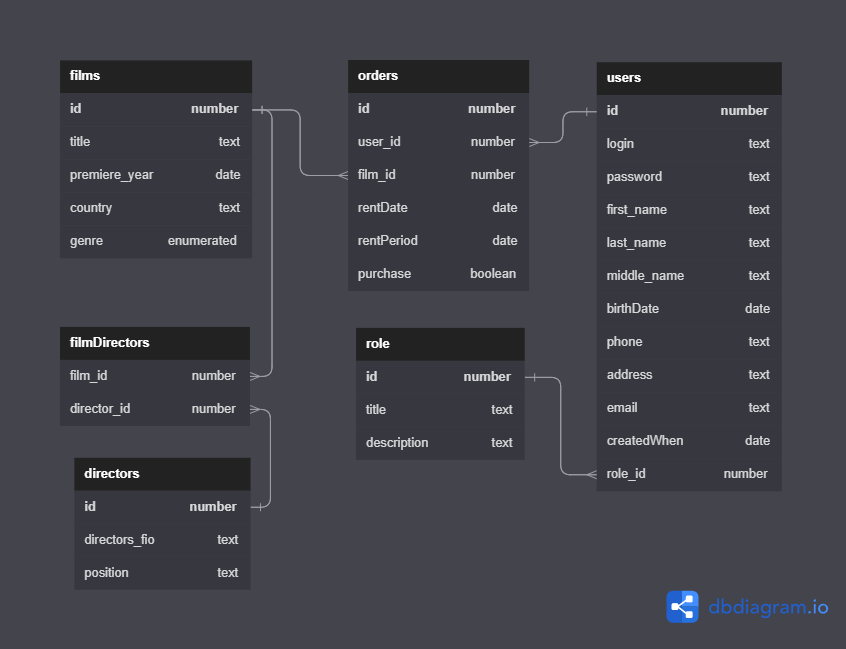 films
id number
title text
premiere_year date
country text
genre enumerated
orders
id number
user_id number
film_id number
rentDate date
rentPeriod date
purchase boolean
users
id number
login text
password text
first_name text
last_name text
middle_name text
birthDate date
phone text
address text
email text
createdWhen date
role_id number
filmDirectors
film_id number
director_id number
role
id number
title text
description text
directors
id number
directors_fio text
position text
dbdiagram.io